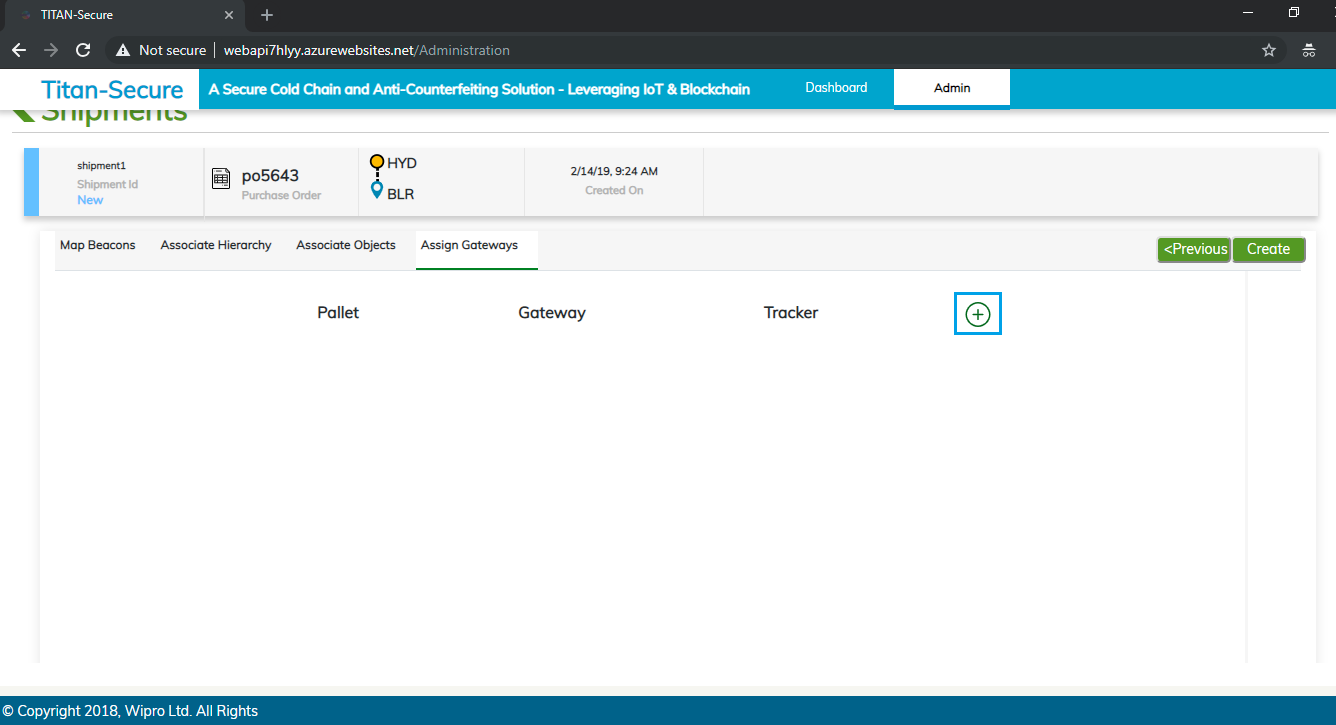 TITAN-Secure
Not secure | webapi7hlyy.azurewebsites.net/Administration
Titan-Secure A Secure Cold Chain and Anti-Counterfeiting Solution - Leveraging IoT & Blockchain Dashboard Admin
Shipments
shipment1
Shipment Id
New
po5643
Purchase Order
HYD
BLR
2/14/19, 9:24 AM
Created On
Map Beacons Associate Hierarchy Associate Objects Assign Gateways <Previous Create
Pallet Gateway Tracker
© Copyright 2018, Wipro Ltd. All Rights